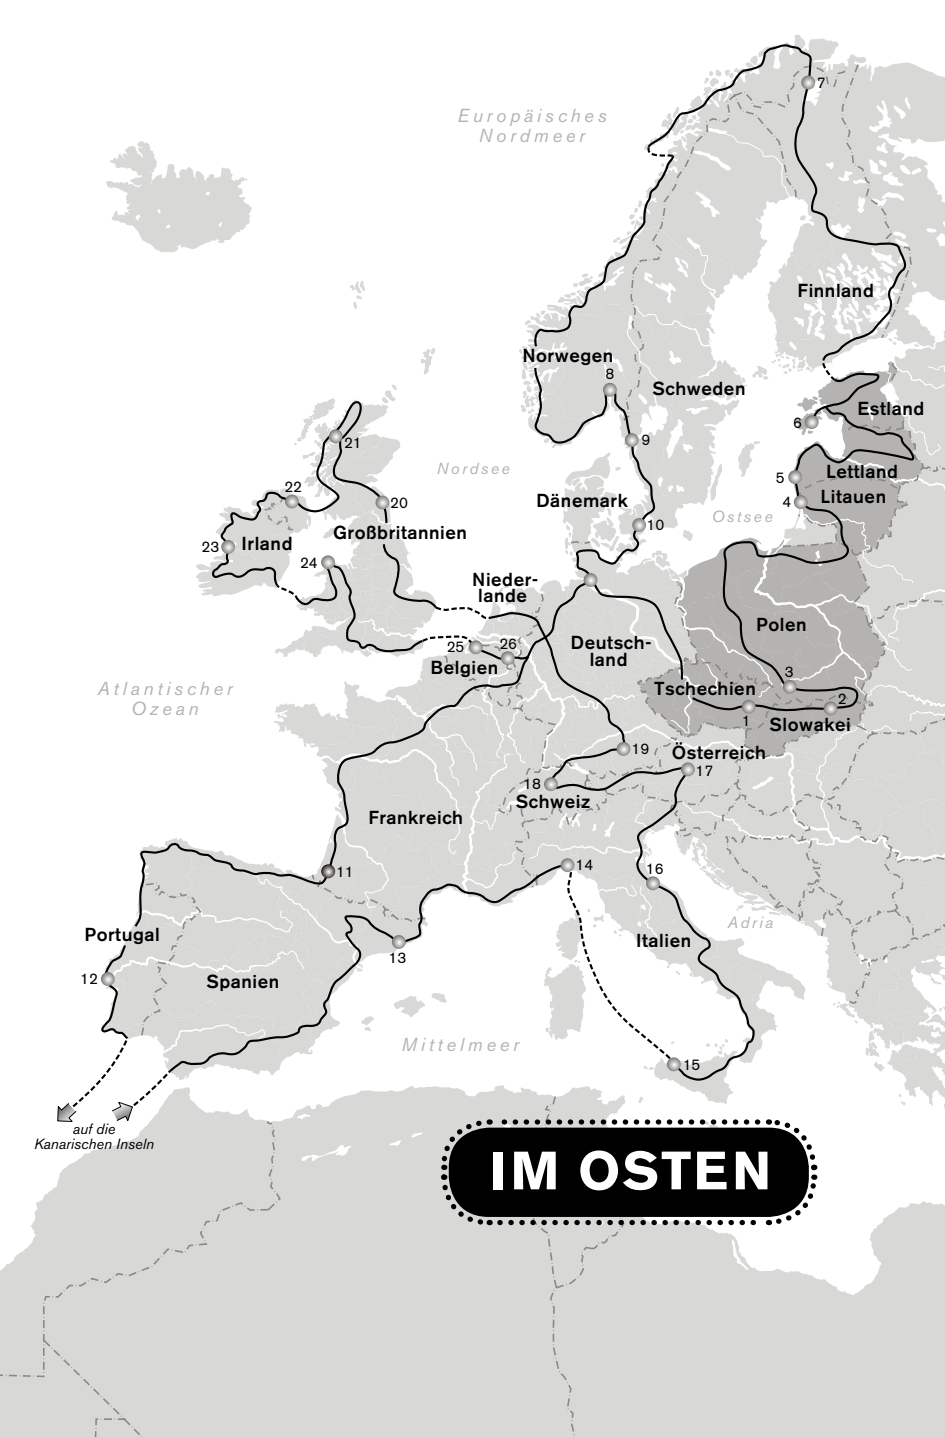 Europäisches
Nordmeer
7
Finnland
Norwegen
8
Schweden
Estland
6
9
21
Nordsee
Lettland
5
Litauen
4
22
20
Dänemark
Ostsee
10
Großbritannien
23
Irland
24
Nieder-
lande
Polen
25
26
Deutsch-
land
Belgien
3
Tschechien
2
1
Slowakei
Atlantischer
Ozean
19
Österreich
17
18
Schweiz
Frankreich
14
11
16
Adria
Portugal
Italien
13
12
Spanien
Mittelmeer
15
auf die
Kanarischen Inseln
IM OSTEN